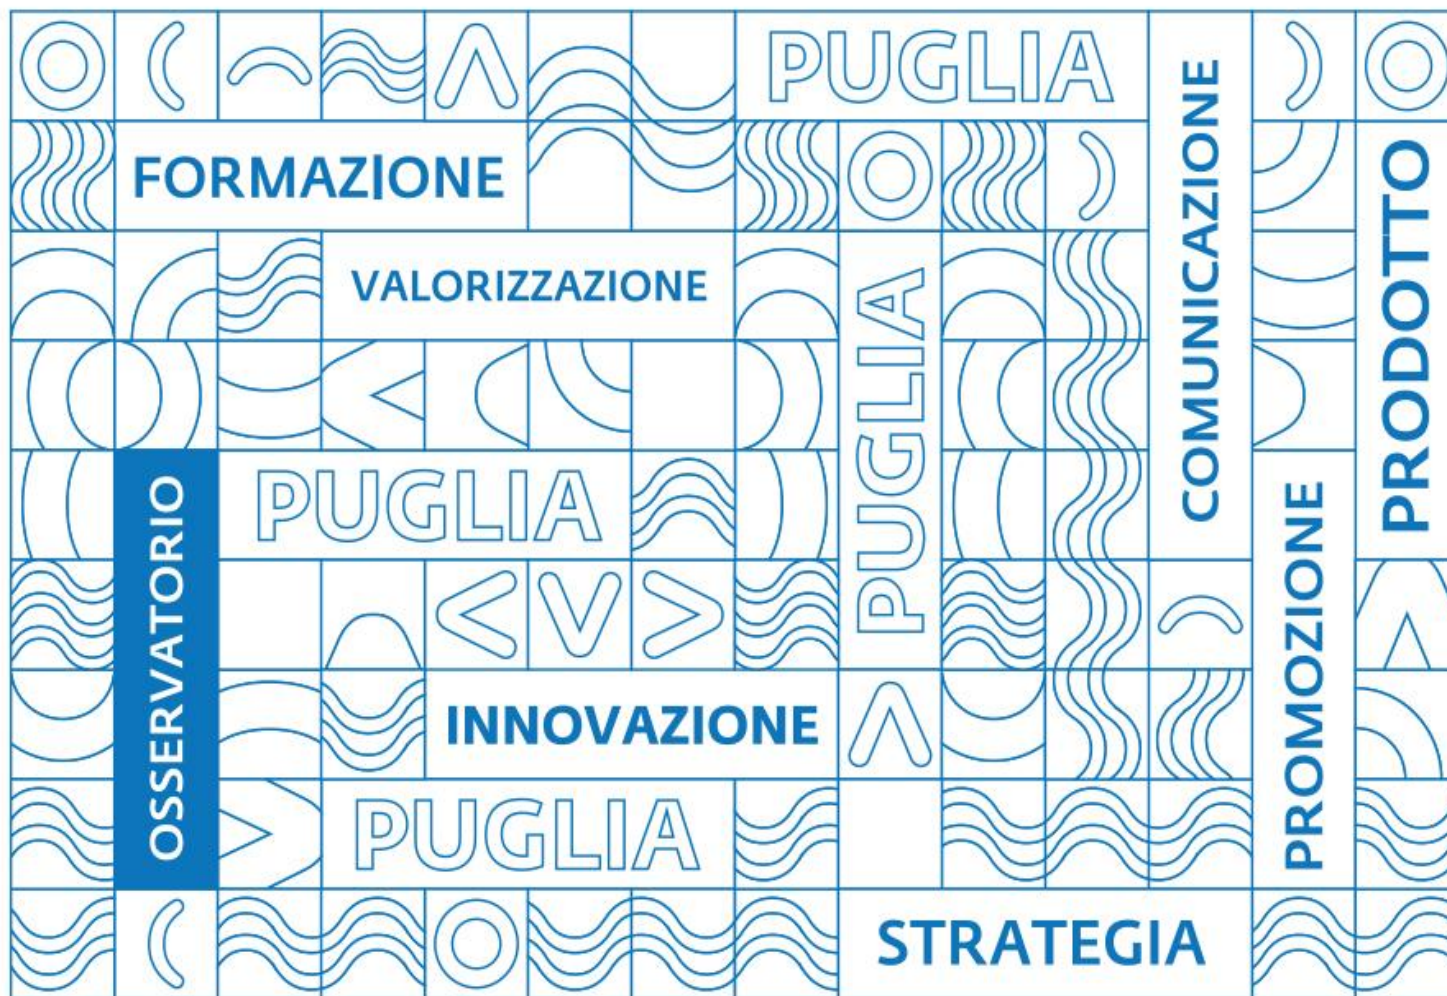 PUGLIA
COMUNICAZIONE
PRODOTTO
FORMAZIONE
VALORIZZAZIONE
PUGLIA
OSSERVATORIO
PUGLIA
PROMOZIONE
INNOVAZIONE
PUGLIA
STRATEGIA